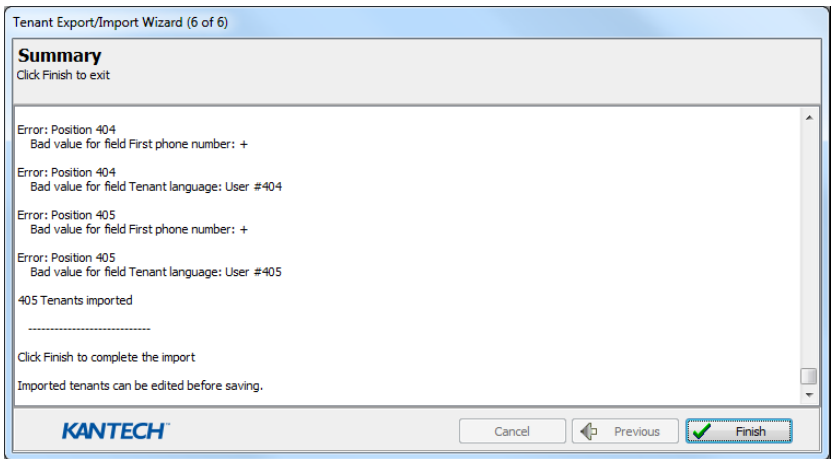 Tenant Export/Import Wizard (6 of 6)
Summary
Click Finish to exit
Error: Position 404
Bad value for field First phone number: +
Error: Position 404
Bad value for field Tenant language: User #404
Error: Position 405
Bad value for field First phone number: +
Error: Position 405
Bad value for field Tenant language: User #405
405 Tenants imported
----------------------------
Click Finish to complete the import
Imported tenants can be edited before saving.
KANTECH™
Cancel
Previous
Finish